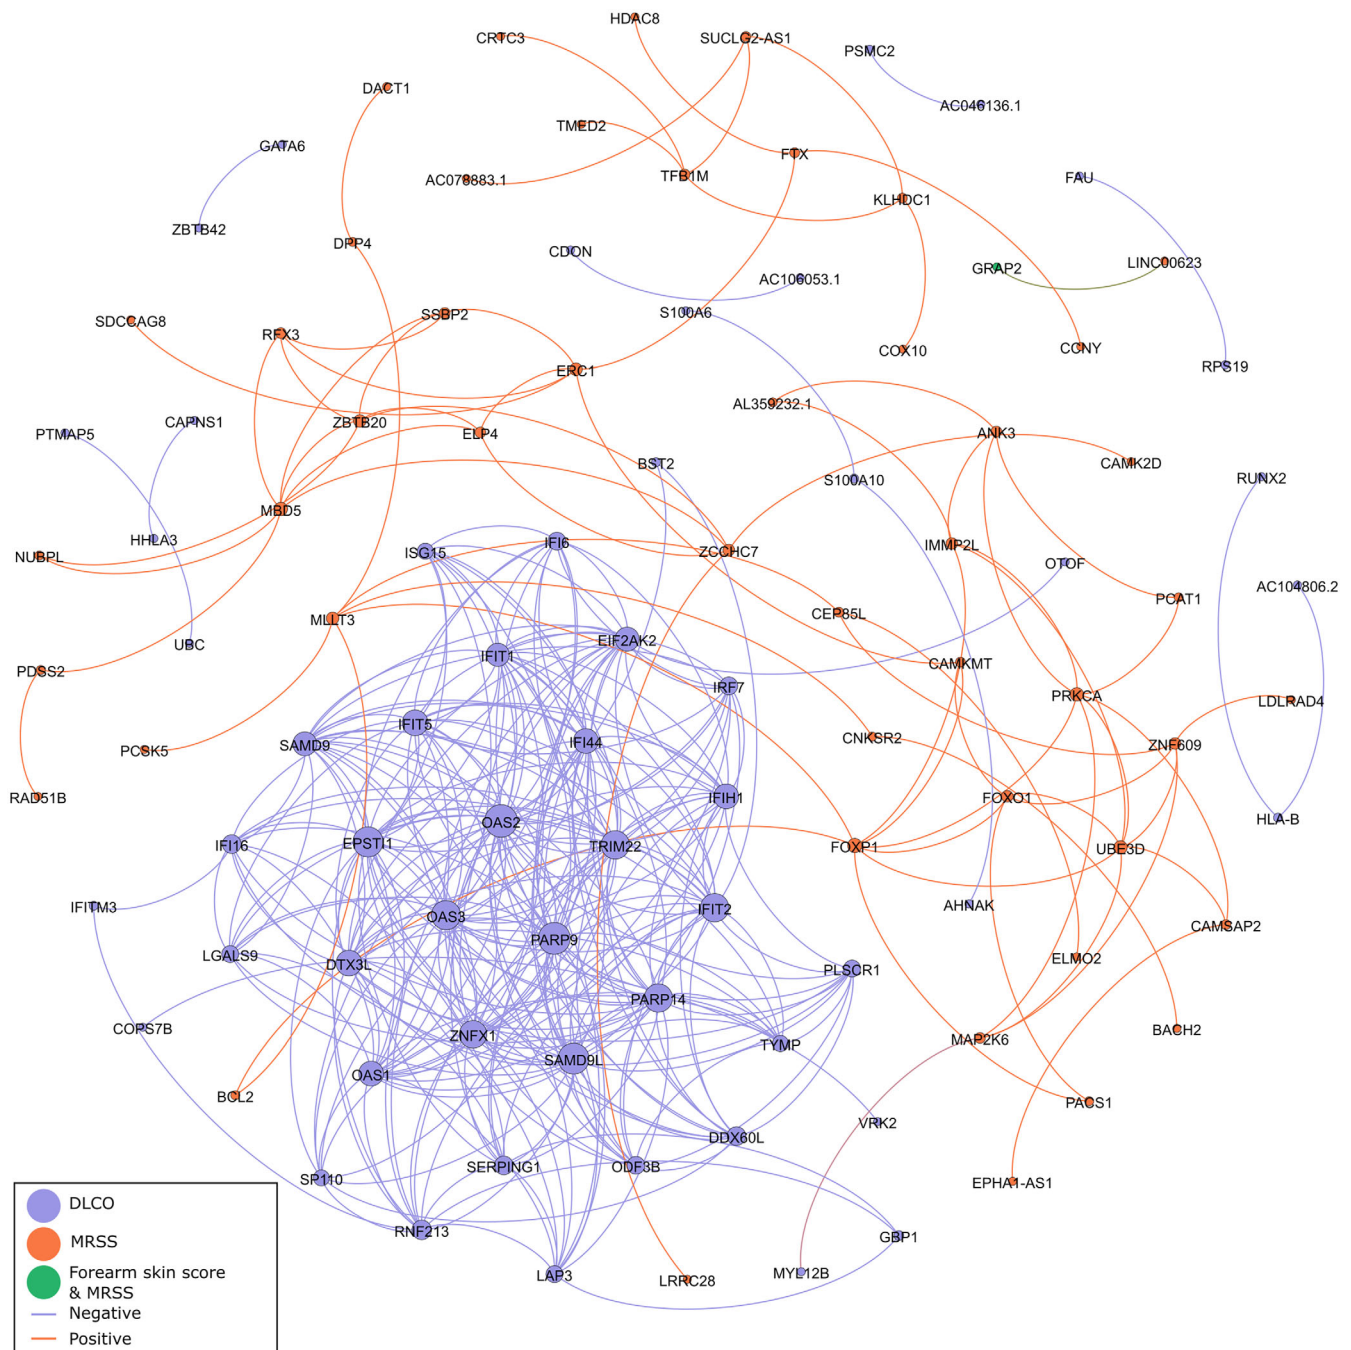 HDAC8
CRTC3
SUCLG2-AS1
PSMC2
DACT1
AC046136.1
TMED2
GATA6
FTX
TFB1M
AC078883.1
FAU
KLHDC1
ZBTB42
DPP4
CDON
AC106053.1
GRAP2
LINC00623
S100A6
SSBP2
SDCCAG8
RFX3
COX10
CCNY
RPS19
ERC1
AL359232.1
CAPNS1
ZBTB20
PTMAP5
ELP4
ANK3
BST2
CAMK2D
S100A10
RUNX2
MBD5
HHLA3
IFI6
IMMP2L
NUBPL
ISG15
ZCCHC7
OTOF
AC104806.2
PCAT1
CEP85L
MLLT3
UBC
EIF2AK2
IFIT1
CAMKMT
PDSS2
IRF7
PRKCA
LDLRAD4
IFIT5
CNKSR2
SAMD9
IFI44
ZNF609
PCSK5
RAD51B
IFIH1
FOXO1
HLA-B
OAS2
IFI16
EPSTI1
TRIM22
FOXP1
UBE3D
IFITM3
OAS3
IFIT2
AHNAK
CAMSAP2
PARP9
LGALS9
DTX3L
ELMO2
PLSCR1
PARP14
COPS7B
ZNFX1
TYMP
MAP2K6
BACH2
SAMD9L
OAS1
BCL2
PACS1
VRK2
DDX60L
SERPING1
ODF3B
SP110
EPHA1-AS1
RNF213
GBP1
LAP3
LRRC28
MYL12B
DLCO
MRSS
Forearm skin score
& MRSS
Negative
Positive